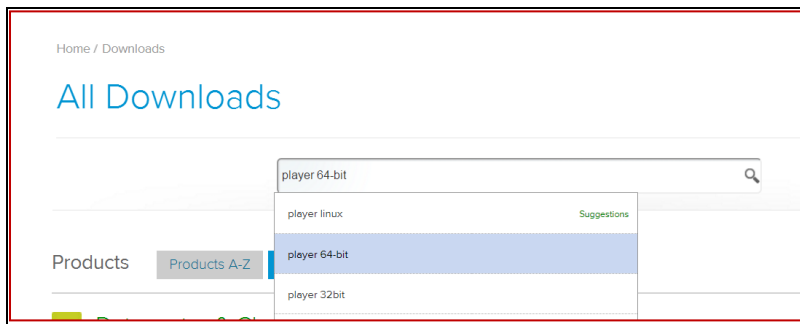 Home / Downloads
All Downloads
player 64-bit
player linux Suggestions
player 64-bit
Products Products A-Z
player 32bit